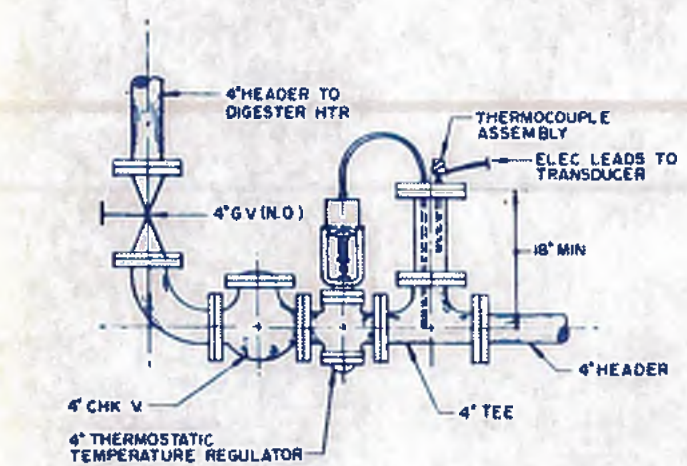 4" HEADER TO
DIGESTER HTR
THERMOCOUPLE
ASSEMBLY
ELEC LEADS TO
TRANSDUCER
4" GV (N.O.)
18" MIN
4" HEADER
4" CHK V.
4" TEE
4" THERMOSTATIC
TEMPERATURE REGULATOR